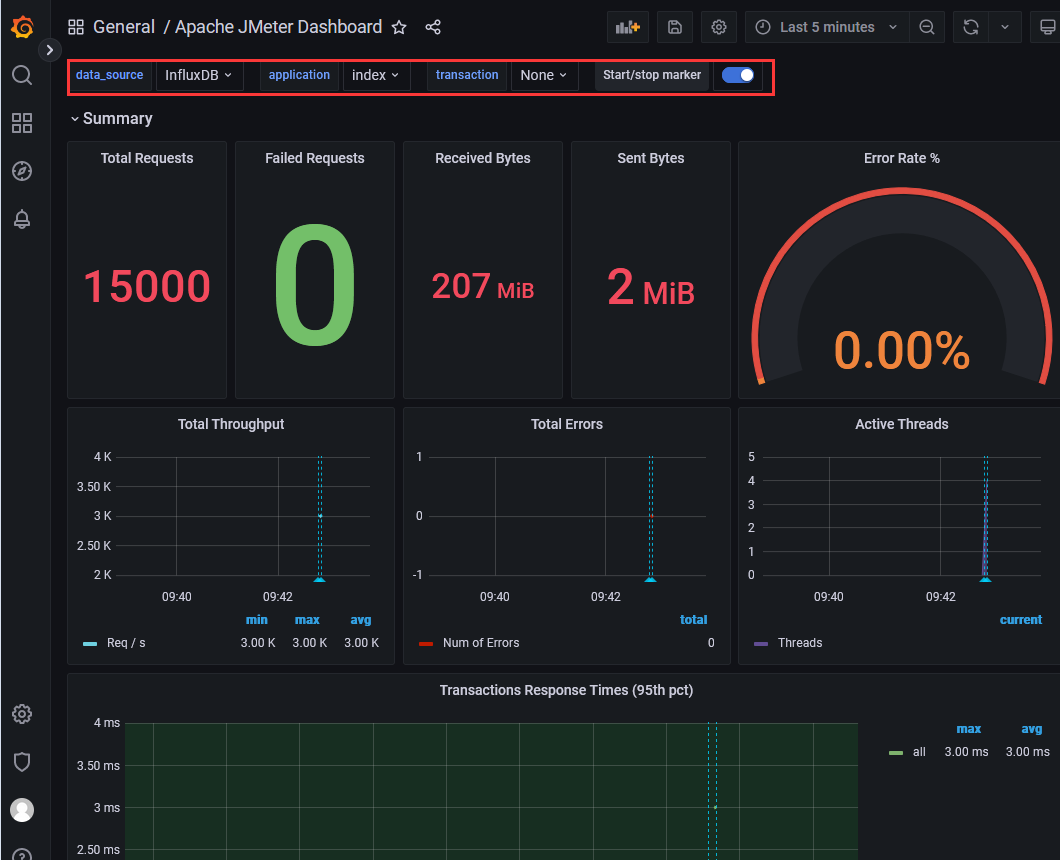 General / Apache JMeter Dashboard Last 5 minutes
data_source InfluxDB application index transaction None Start/stop marker
Summary
Total Requests Failed Requests Received Bytes Sent Bytes Error Rate %
15000 0 207 MiB 2 MiB 0.00%
Total Throughput
4 K
3.50 K
3 K
2.50 K
2 K
09:40 09:42
min max avg
Req / s 3.00 K 3.00 K 3.00 K
Total Errors
1
0
-1
09:40 09:42
total
Num of Errors 0
Active Threads
5
4
3
2
1
0
09:40 09:42
current
Threads
Transactions Response Times (95th pct)
4 ms
3.50 ms
3 ms
2.50 ms
max avg
all 3.00 ms 3.00 ms